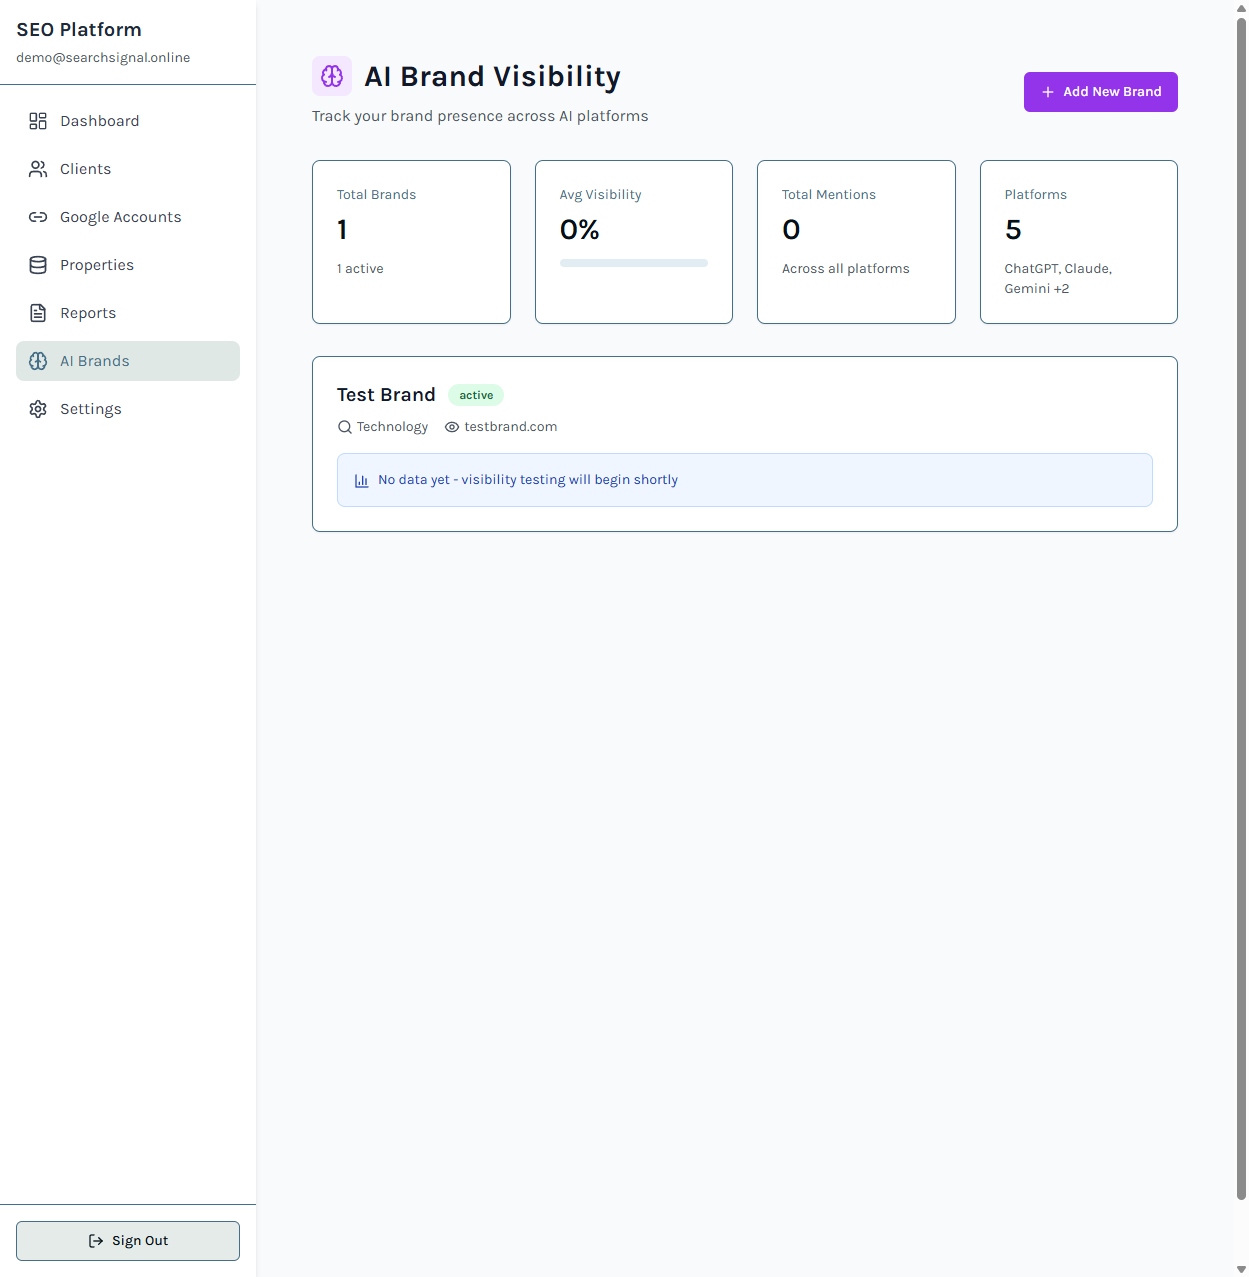 SEO Platform
demo@searchsignal.online
Dashboard
Clients
Google Accounts
Properties
Reports
AI Brands
Settings
Sign Out
AI Brand Visibility
Track your brand presence across AI platforms
Add New Brand
Total Brands
1
1 active
Avg Visibility
0%
Total Mentions
0
Across all platforms
Platforms
5
ChatGPT, Claude,
Gemini +2
Test Brand active
Technology testbrand.com
No data yet - visibility testing will begin shortly